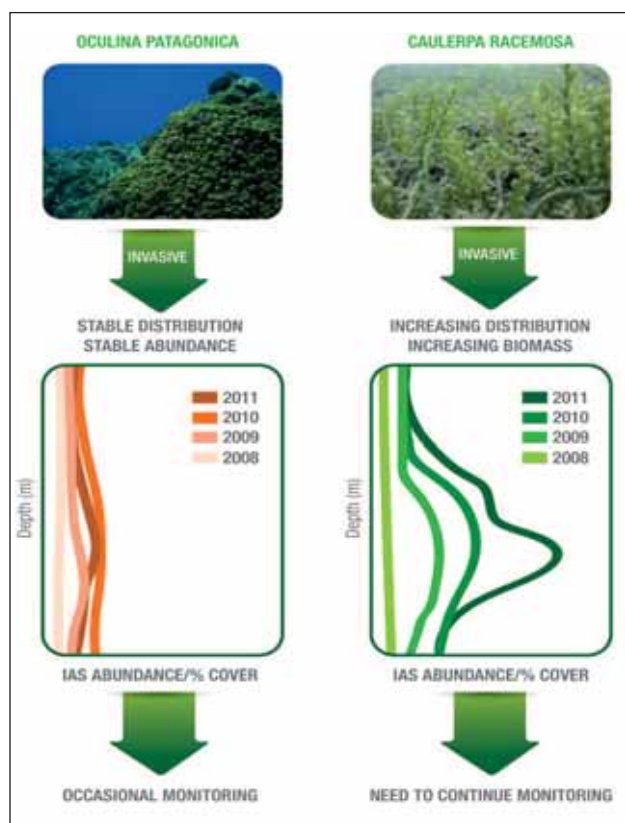 OCULINA PATAGONICA
INVASIVE
STABLE DISTRIBUTION
STABLE ABUNDANCE
Depth (m)
2011
2010
2009
2008
IAS ABUNDANCE/% COVER
OCCASIONAL MONITORING
CAULERPA RACEMOSA
INVASIVE
INCREASING DISTRIBUTION
INCREASING BIOMASS
Depth (m)
2011
2010
2009
2008
IAS ABUNDANCE/% COVER
NEED TO CONTINUE MONITORING